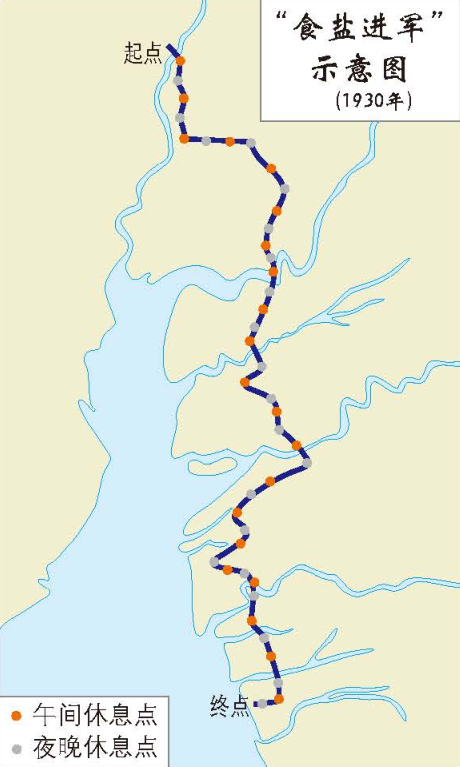 “食盐进军”
示意图
(1930年)
起点
终点
午间休息点
夜晚休息点